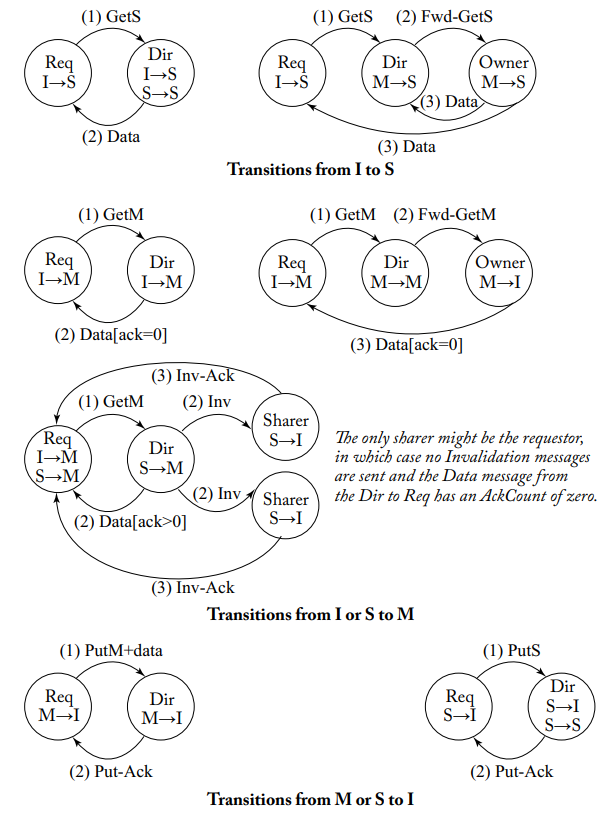 (1) GetS
Req
I→S
Dir
I→S
S→S
(2) Data
(1) GetS (2) Fwd-GetS
Req
I→S
Dir
M→S
Owner
M→S
(3) Data
(3) Data
Transitions from I to S
(1) GetM
Req
I→M
Dir
I→M
(2) Data[ack=0]
(1) GetM (2) Fwd-GetM
Req
I→M
Dir
M→M
Owner
M→I
(3) Data[ack=0]
(3) Inv-Ack
(1) GetM (2) Inv
Req
I→M
S→M
Dir
S→M
Sharer
S→I
(2) Inv
Sharer
S→I
(2) Data[ack>0]
(3) Inv-Ack
The only sharer might be the requestor,
in which case no Invalidation messages
are sent and the Data message from
the Dir to Req has an AckCount of zero.
Transitions from I or S to M
(1) PutM+data
Req
M→I
Dir
M→I
(2) Put-Ack
(1) PutS
Req
S→I
Dir
S→I
S→S
(2) Put-Ack
Transitions from M or S to I